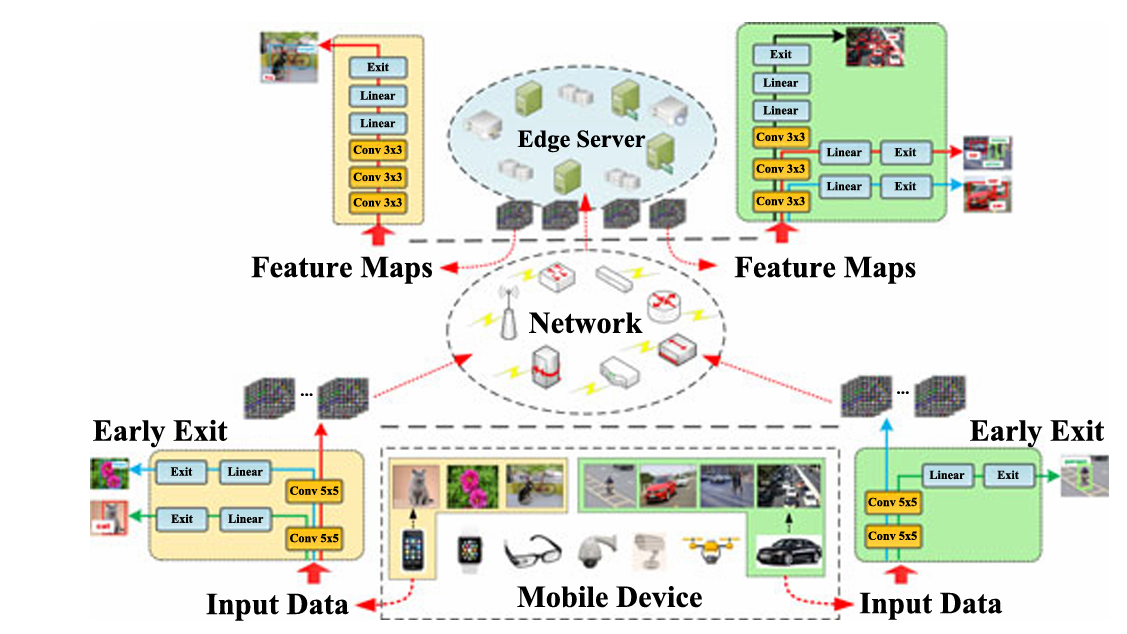 Exit
Linear
Linear
Conv 3x3
Conv 3x3
Conv 3x3
Edge Server
Exit
Linear
Linear
Conv 3x3
Conv 3x3
Conv 3x3
Linear
Exit
Linear
Exit
Feature Maps
Feature Maps
Network
...
...
Early Exit
Early Exit
Exit
Linear
Conv 5x5
Exit
Linear
Conv 5x5
cat
Linear
Exit
Conv 5x5
Conv 5x5
Input Data
Mobile Device
Input Data